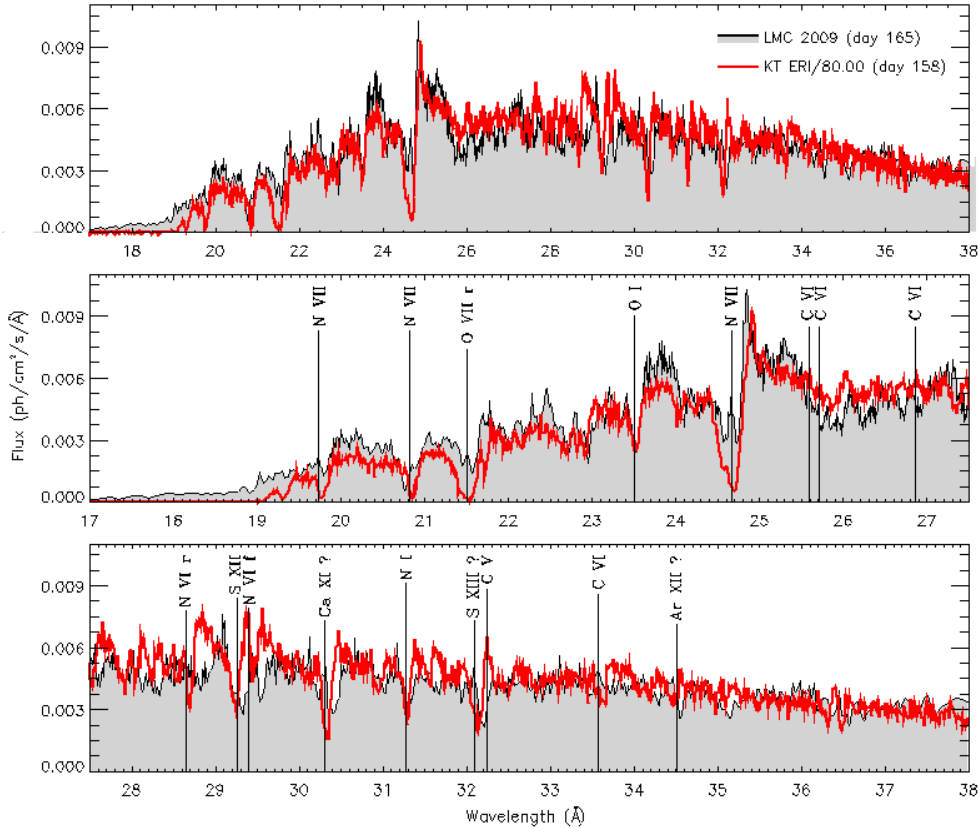 LMC 2009 (day 165)
KT ERI/80.00 (day 158)
0.009
0.006
0.003
0.000
18 20 22 24 26 28 30 32 34 36 38
N VII
N VII
O VII r
O I
N VII
C VI
C VI
C VI
0.009
0.006
0.003
0.000
Flux (ph/cm²/s/Å)
17 18 19 20 21 22 23 24 25 26 27
N VI r
S XII
N VI f
Ca XI ?
N I
S XIII ?
C V
C VI
Ar XII ?
0.009
0.006
0.003
0.000
28 29 30 31 32 33 34 35 36 37 38
Wavelength (Å)